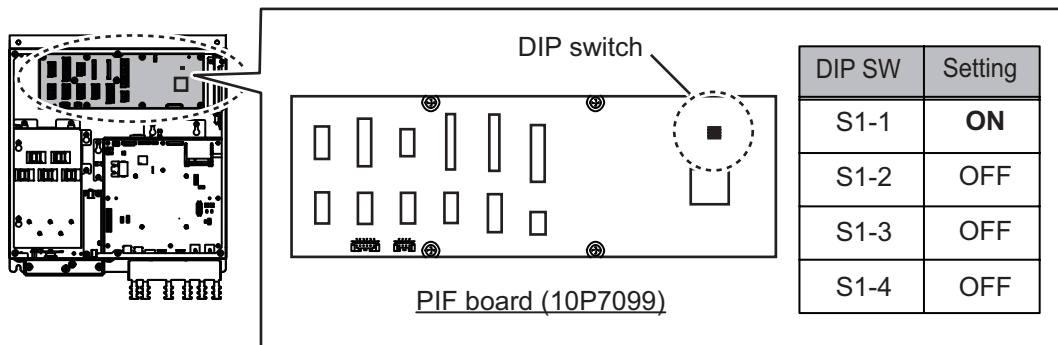 DIP switch
PIF board (10P7099)
DIP SW Setting
S1-1 ON
S1-2 OFF
S1-3 OFF
S1-4 OFF